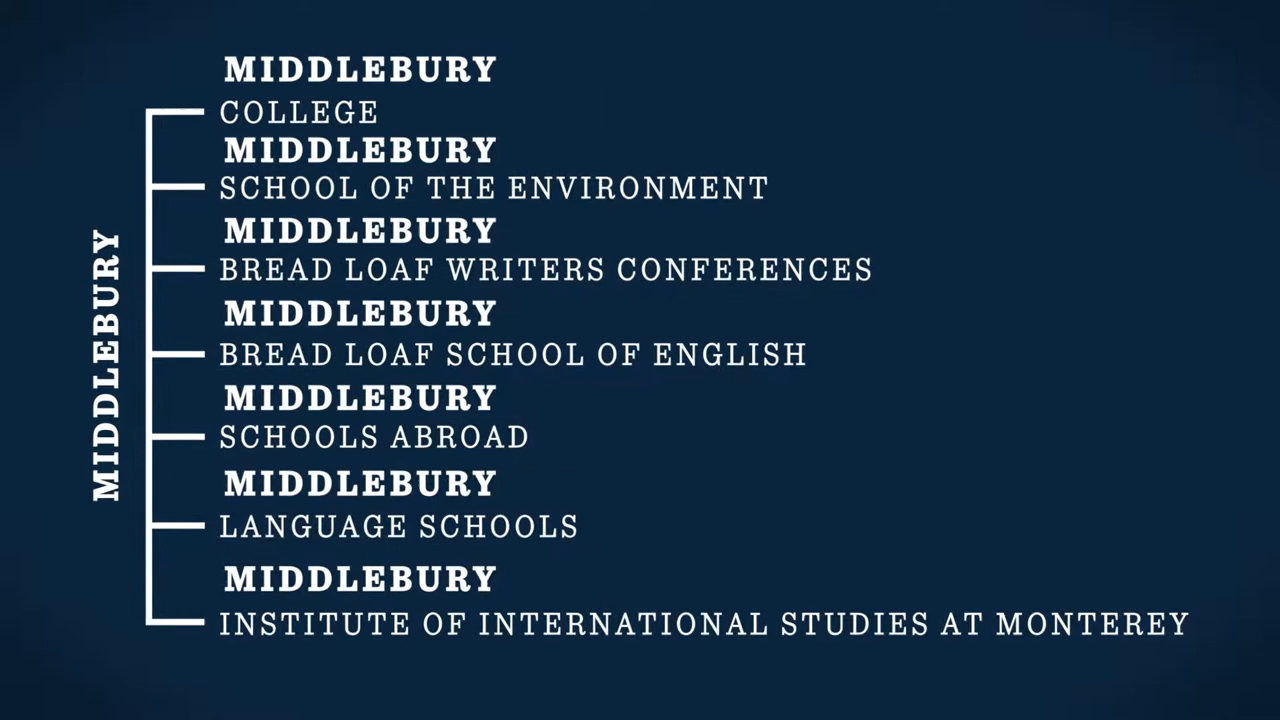 MIDDLEBURY
MIDDLEBURY
COLLEGE
MIDDLEBURY
SCHOOL OF THE ENVIRONMENT
MIDDLEBURY
BREAD LOAF WRITERS CONFERENCES
MIDDLEBURY
BREAD LOAF SCHOOL OF ENGLISH
MIDDLEBURY
SCHOOLS ABROAD
MIDDLEBURY
LANGUAGE SCHOOLS
MIDDLEBURY
INSTITUTE OF INTERNATIONAL STUDIES AT MONTEREY